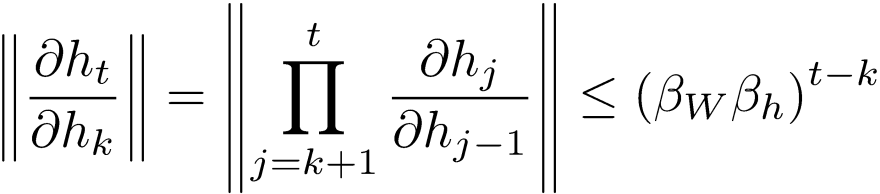 $$\left\| \frac{\partial h_t}{\partial h_k} \right\| = \left\| \prod_{j=k+1}^{t} \frac{\partial h_j}{\partial h_{j-1}} \right\| \leq (\beta_W \beta_h)^{t-k}$$